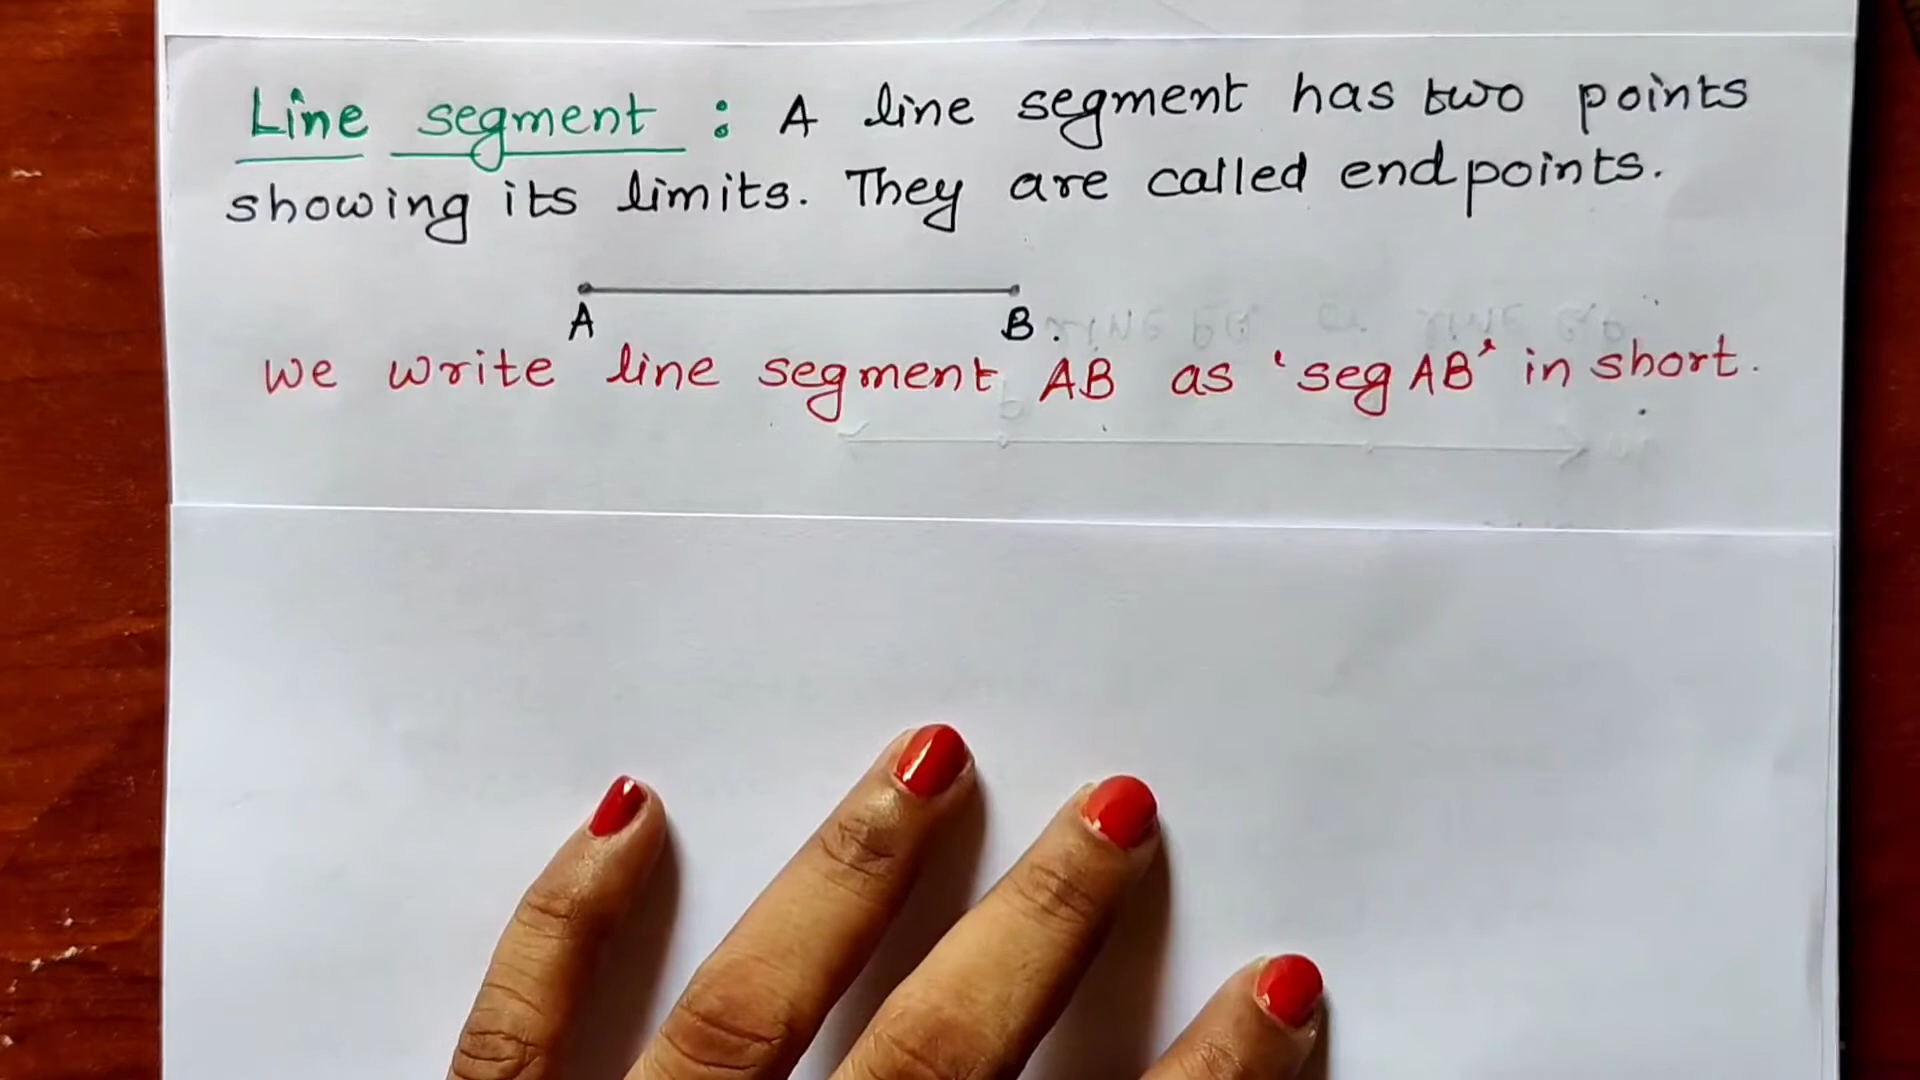 Line segment : A line segment has two points
showing its limits. They are called endpoints.
A B.
we write line segment AB as 'seg AB' in short.